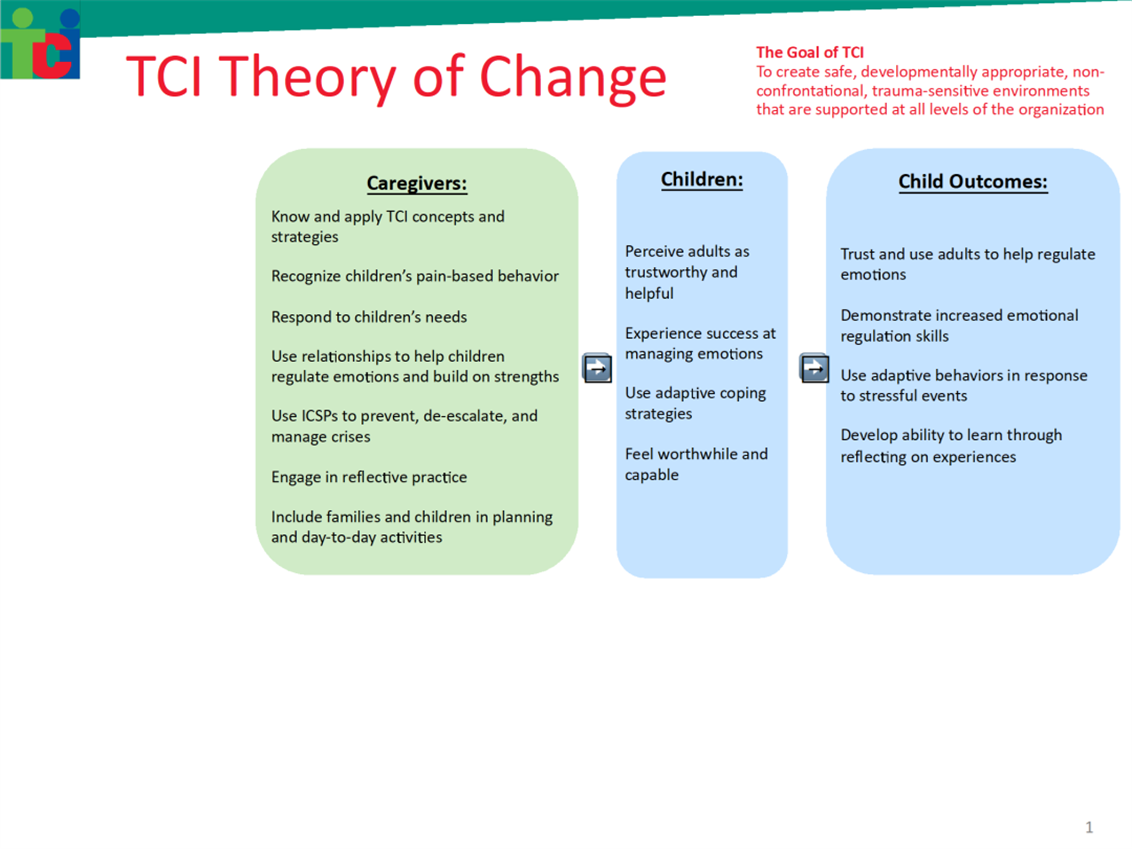 TCI
TCI Theory of Change
The Goal of TCI
To create safe, developmentally appropriate, non-
confrontational, trauma-sensitive environments
that are supported at all levels of the organization
Caregivers:
Know and apply TCI concepts and
strategies
Recognize children's pain-based behavior
Respond to children's needs
Use relationships to help children
regulate emotions and build on strengths
Use ICSPs to prevent, de-escalate, and
manage crises
Engage in reflective practice
Include families and children in planning
and day-to-day activities
Children:
Perceive adults as
trustworthy and
helpful
Experience success at
managing emotions
Use adaptive coping
strategies
Feel worthwhile and
capable
Child Outcomes:
Trust and use adults to help regulate
emotions
Demonstrate increased emotional
regulation skills
Use adaptive behaviors in response
to stressful events
Develop ability to learn through
reflecting on experiences
1